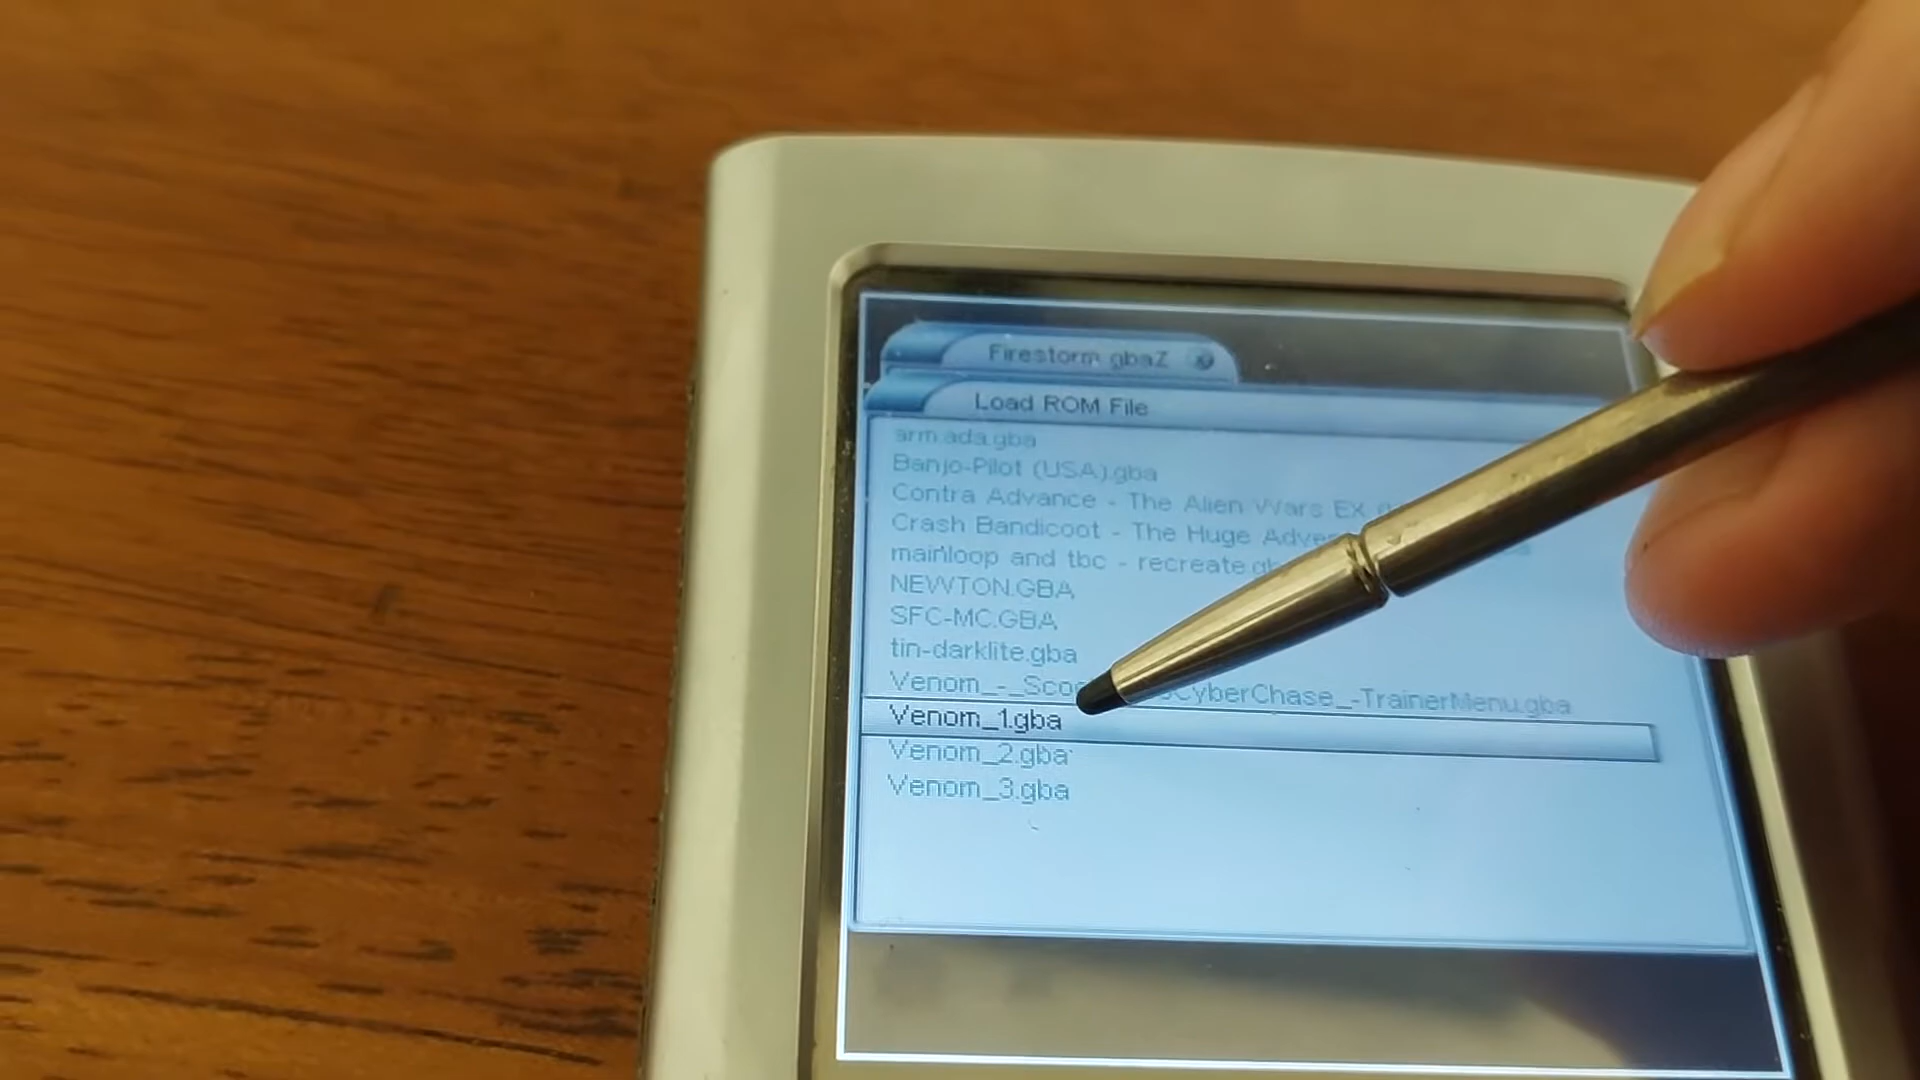 Firestorm gbaZ
Load ROM File
arm.ada.gba
Banjo-Pilot (USA).gba
Contra Advance - The Alien Wars EX
Crash Bandicoot - The Huge
mainloop and tbc - recreate.
NEWTON.GBA
SFC-MC.GBA
tin-darklite.gba
Venom_-_Scoo CyberChase_-TrainerMenu.gba
Venom_1.gba
Venom_2.gba
Venom_3.gba